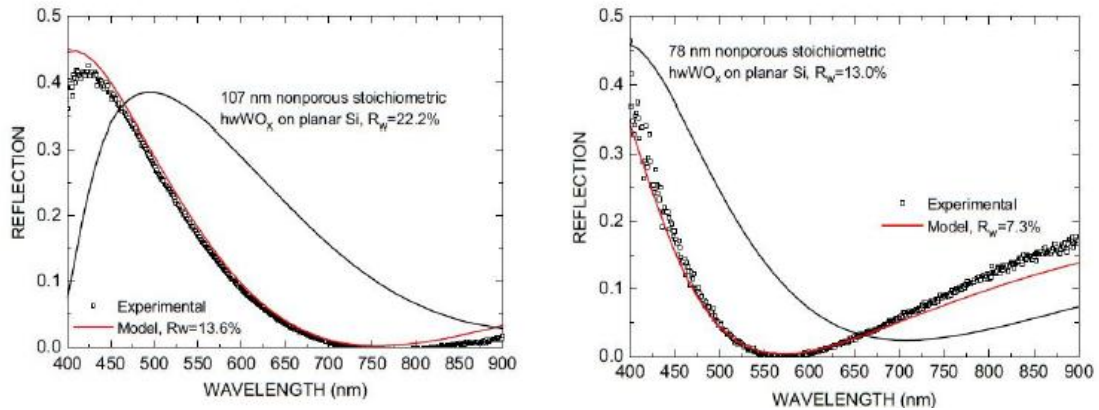 0.5
0.4
0.3
0.2
0.1
0.0
REFLECTION
107 nm nonporous stoichiometric
hwWOₓ on planar Si, R_w=22.2%
Experimental
Model, Rw=13.6%
400 450 500 550 600 650 700 750 800 850 900
WAVELENGTH (nm)
0.5
0.4
0.3
0.2
0.1
0.0
REFLECTION
78 nm nonporous stoichiometric
hwWOₓ on planar Si, R_w=13.0%
Experimental
Model, R_w=7.3%
400 450 500 550 600 650 700 750 800 850 900
WAVELENGTH (nm)